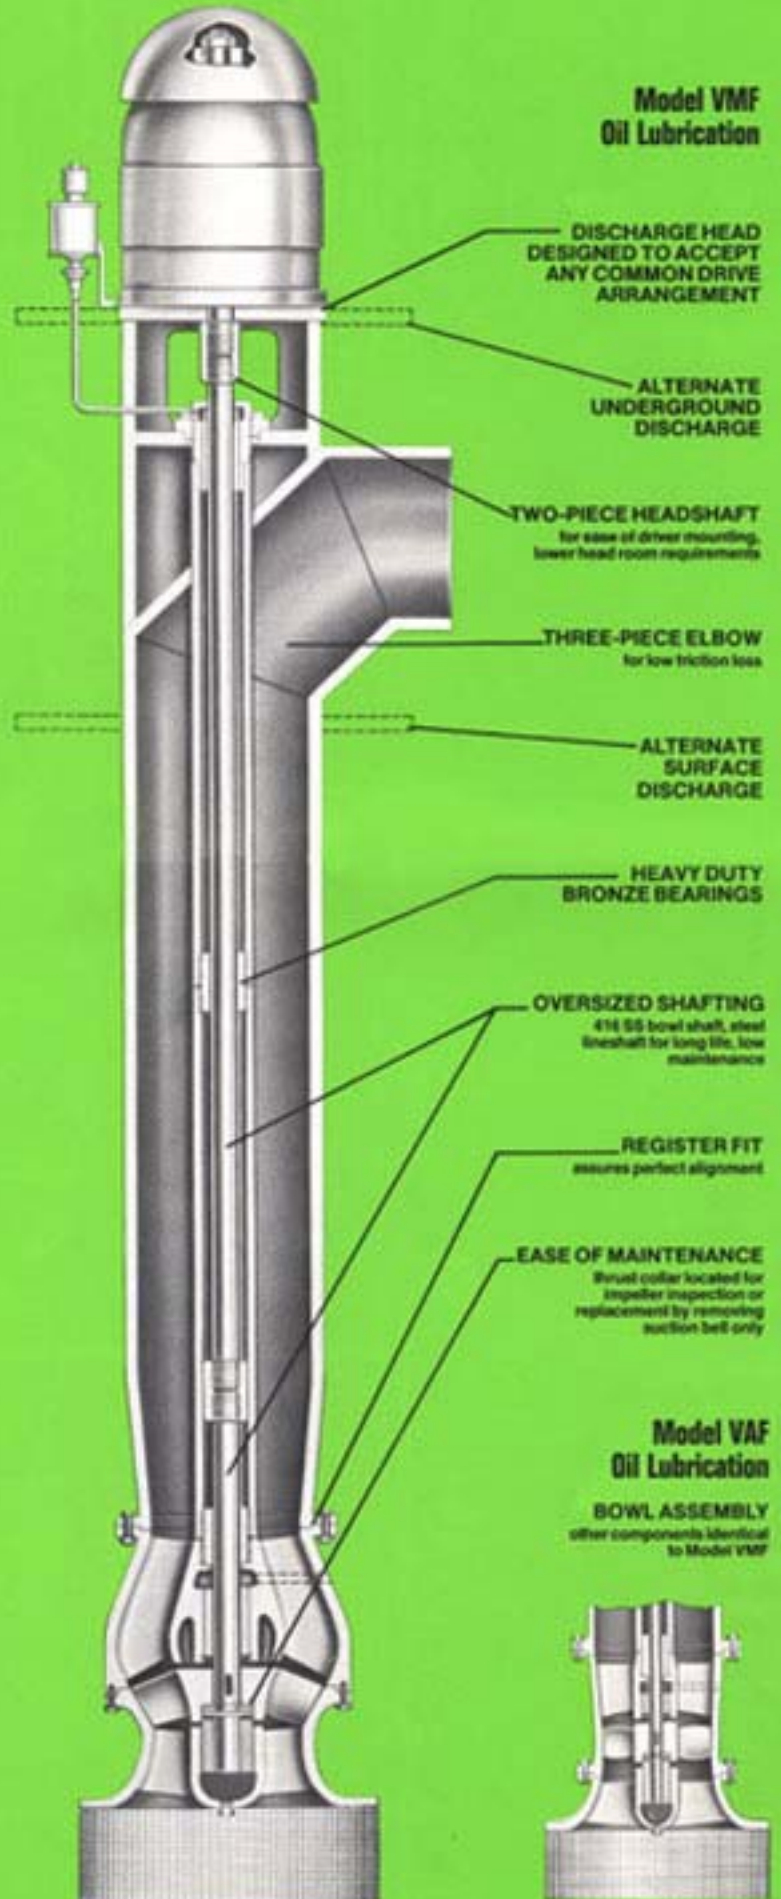 Model VMF
Oil Lubrication
DISCHARGE HEAD
DESIGNED TO ACCEPT
ANY COMMON DRIVE
ARRANGEMENT
ALTERNATE
UNDERGROUND
DISCHARGE
TWO-PIECE HEADSHAFT
for ease of driver mounting,
lower head room requirements
THREE-PIECE ELBOW
for low friction loss
ALTERNATE
SURFACE
DISCHARGE
HEAVY DUTY
BRONZE BEARINGS
OVERSIZED SHAFTING
416 SS bowl shaft, steel
lineshaft for long life, low
maintenance
REGISTER FIT
assures perfect alignment
EASE OF MAINTENANCE
thrust collar located for
impeller inspection or
replacement by removing
suction bell only
Model VAF
Oil Lubrication
BOWL ASSEMBLY
other components identical
to Model VMF